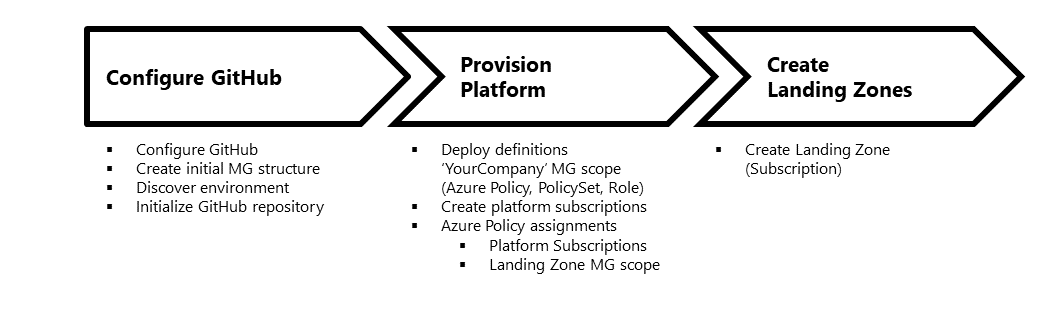 Configure GitHub
▪ Configure GitHub
▪ Create initial MG structure
▪ Discover environment
▪ Initialize GitHub repository
Provision
Platform
▪ Deploy definitions
‘YourCompany’ MG scope
(Azure Policy, PolicySet, Role)
▪ Create platform subscriptions
▪ Azure Policy assignments
▪ Platform Subscriptions
▪ Landing Zone MG scope
Create
Landing Zones
▪ Create Landing Zone
(Subscription)